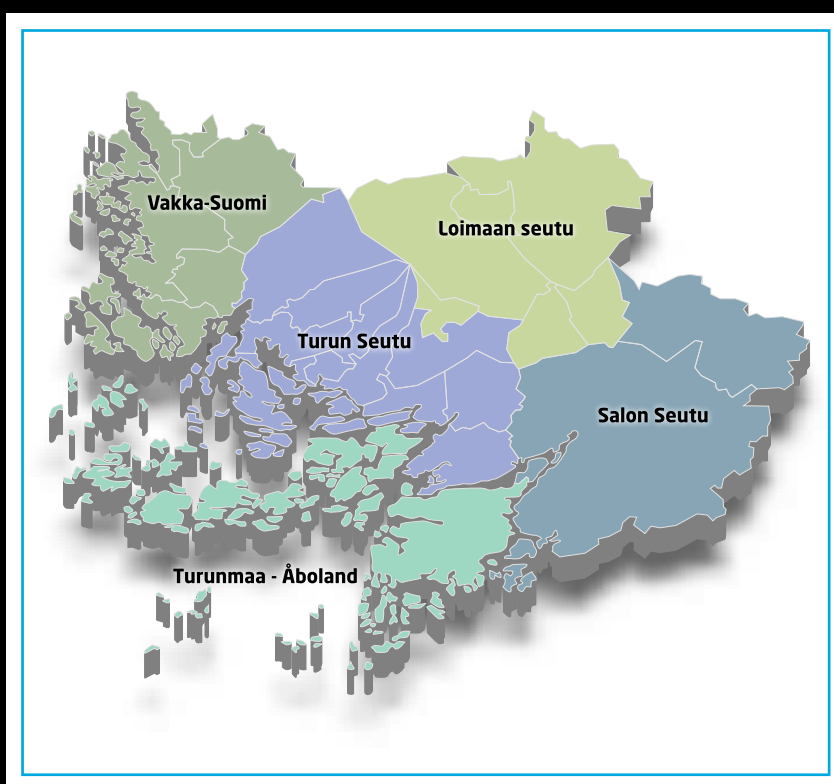 Vakka-Suomi
Loimaan seutu
Turun Seutu
Salon Seutu
Turunmaa - Åboland